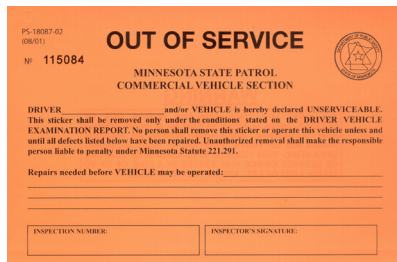 PS-18087-02
(08/01)
OUT OF SERVICE
Nº 115084
MINNESOTA STATE PATROL
COMMERCIAL VEHICLE SECTION
DRIVER____________________and/or VEHICLE is hereby declared UNSERVICEABLE.
This sticker shall be removed only under the conditions stated on the DRIVER VEHICLE
EXAMINATION REPORT. No person shall remove this sticker or operate this vehicle unless and
until all defects listed below have been repaired. Unauthorized removal shall make the responsible
person liable to penalty under Minnesota Statute 221.291.
Repairs needed before VEHICLE may be operated:
INSPECTION NUMBER:
INSPECTOR'S SIGNATURE: